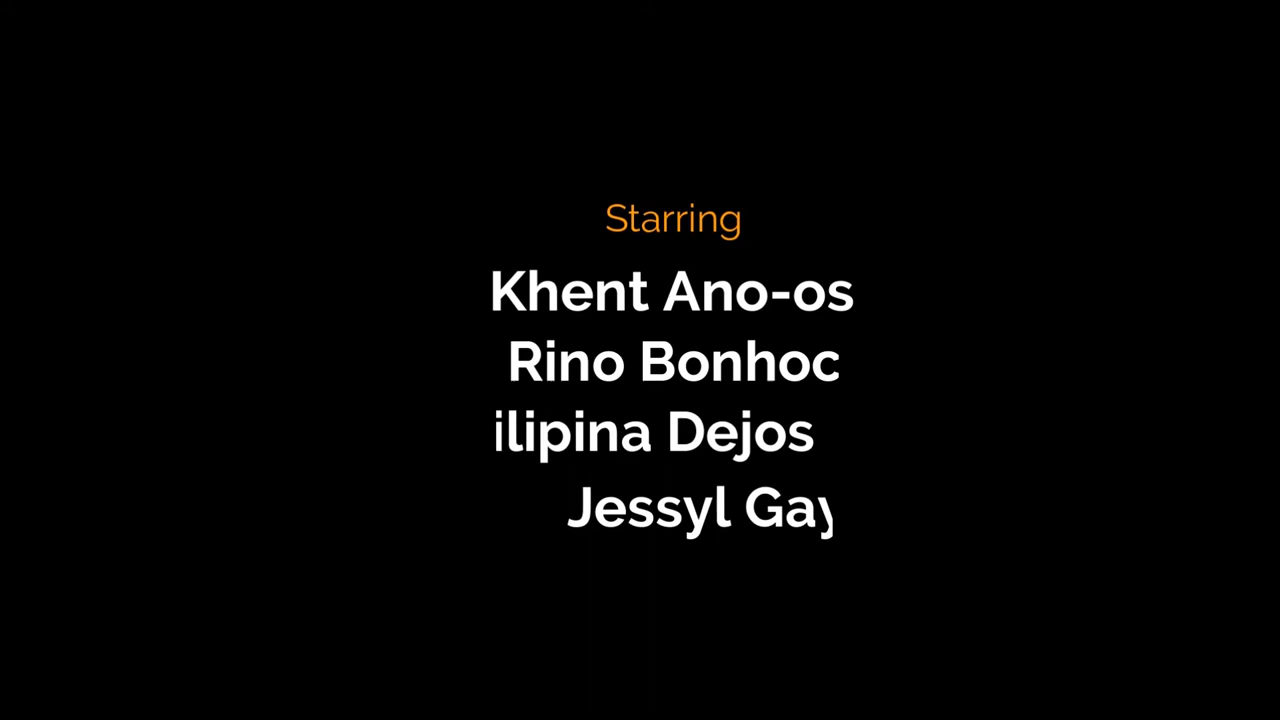 Starring
Khent Ano-os
Rino Bonhoc
ilipina Dejos
Jessyl Gay